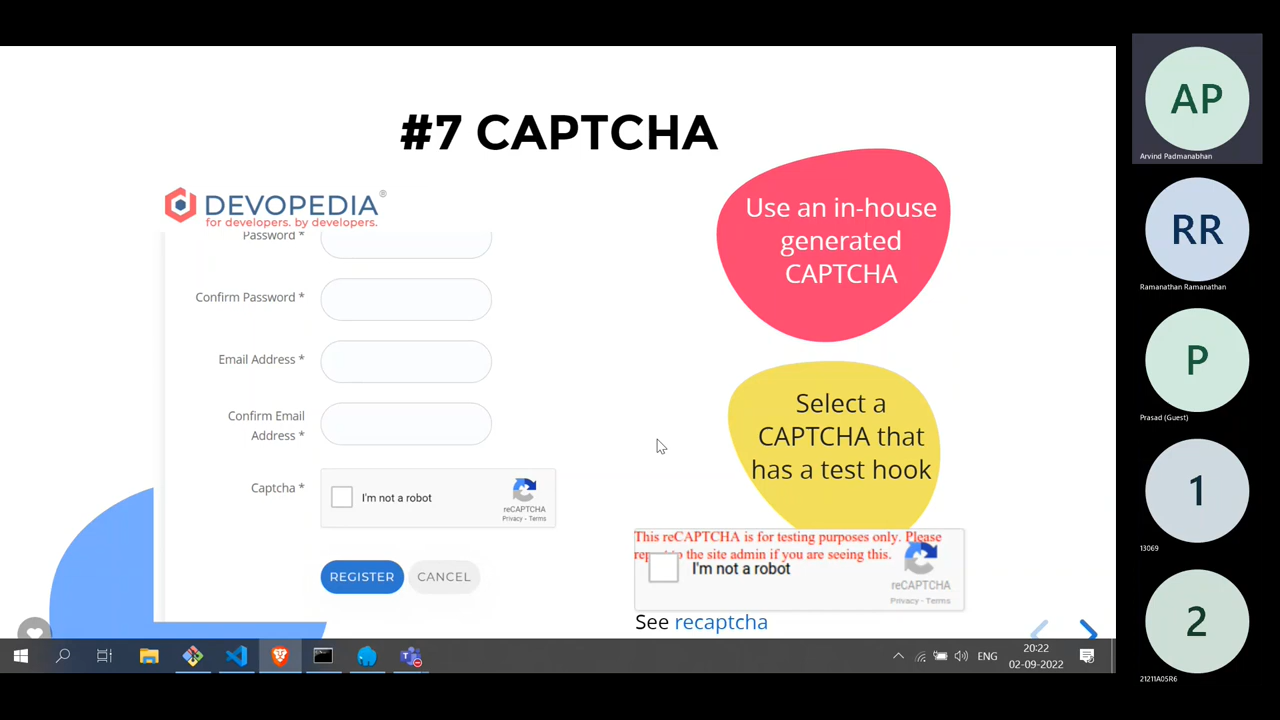 #7 CAPTCHA
DEVOPEDIA®
for developers. by developers.
Password *
Confirm Password *
Email Address *
Confirm Email
Address *
Captcha *
I'm not a robot
reCAPTCHA
Privacy - Terms
REGISTER
CANCEL
Use an in-house
generated
CAPTCHA
Select a
CAPTCHA that
has a test hook
This reCAPTCHA is for testing purposes only. Please
to the site admin if you are seeing this.
I'm not a robot
reCAPTCHA
Privacy - Terms
See recaptcha
ENG
20:22
02-09-2022
AP
Arvind Padmanabhan
RR
Ramanathan Ramanathan
P
Prasad (Guest)
1
13069
2
21211A05R6